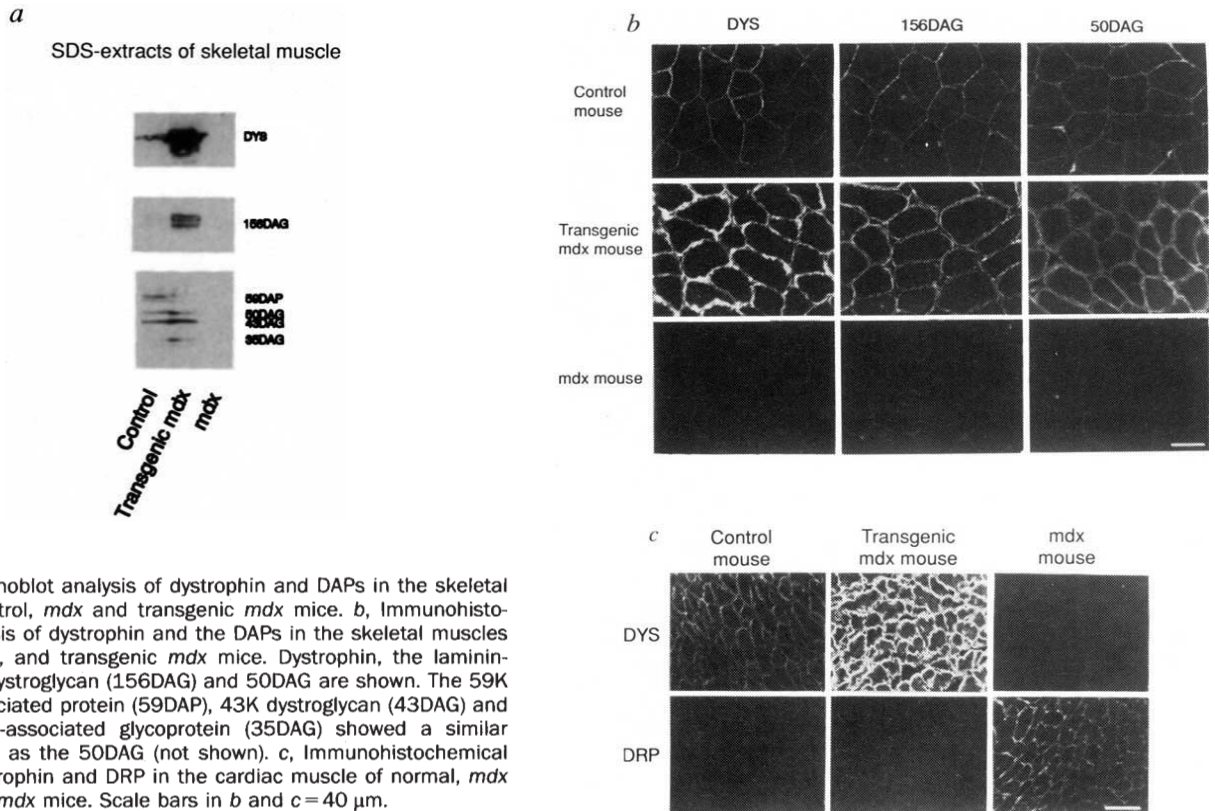 a
SDS-extracts of skeletal muscle
DYS
156DAG
59DAP
50DAG
43DAG
35DAG
Control
Transgenic mdx
mdx
noblot analysis of dystrophin and DAPs in the skeletal
trol, mdx and transgenic mdx mice. b, Immunohisto-
sis of dystrophin and the DAPs in the skeletal muscles
, and transgenic mdx mice. Dystrophin, the laminin-
ystroglycan (156DAG) and 50DAG are shown. The 59K
ciated protein (59DAP), 43K dystroglycan (43DAG) and
-associated glycoprotein (35DAG) showed a similar
as the 50DAG (not shown). c, Immunohistochemical
rophin and DRP in the cardiac muscle of normal, mdx
mdx mice. Scale bars in b and c = 40 μm.
b
DYS 156DAG 50DAG
Control
mouse
Transgenic
mdx mouse
mdx mouse
c
Control
mouse
Transgenic
mdx mouse
mdx
mouse
DYS
DRP